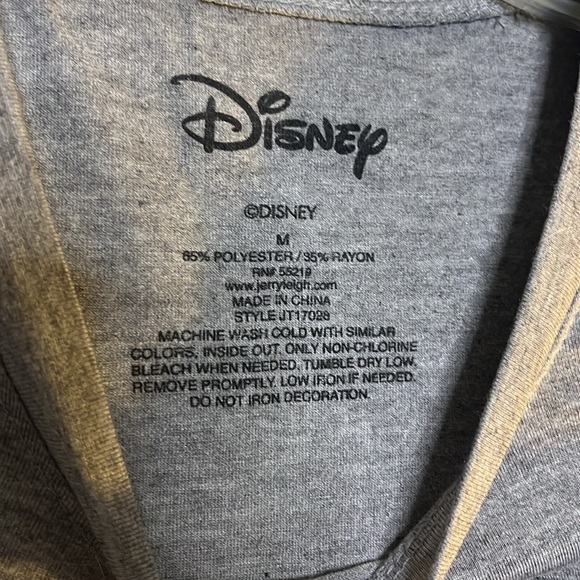 Disney
©DISNEY
M
65% POLYESTER / 35% RAYON
RN# 55219
www.jerryleigh.com
MADE IN CHINA
STYLE JT17028
MACHINE WASH COLD WITH SIMILAR
COLORS, INSIDE OUT. ONLY NON-CHLORINE
BLEACH WHEN NEEDED. TUMBLE DRY LOW.
REMOVE PROMPTLY. LOW IRON IF NEEDED.
DO NOT IRON DECORATION.